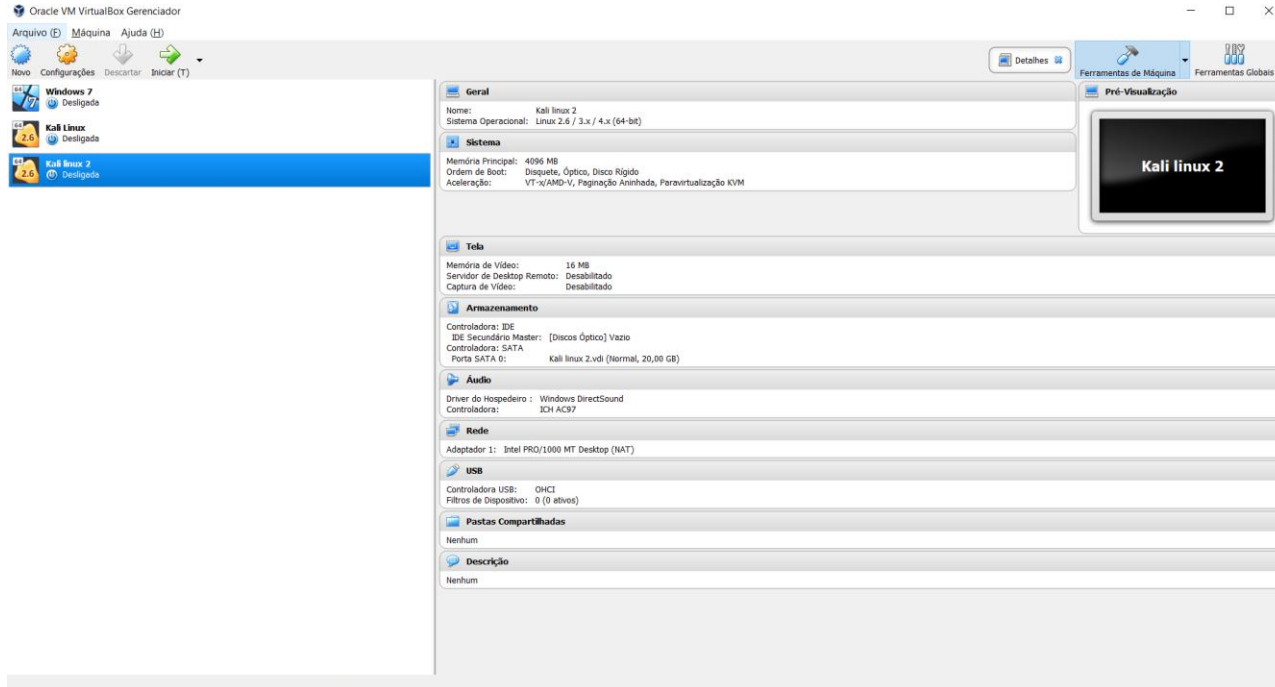 Oracle VM VirtualBox Gerenciador
Arquivo (F) Máquina Ajuda (H)
Novo Configurações Descartar Iniciar (T)
Detalhes
Ferramentas de Máquina Ferramentas Globais
64
Windows 7
Desligada
64
2.6
Kali Linux
Desligada
64
2.6
Kali linux 2
Desligada
Geral
Nome: Kali linux 2
Sistema Operacional: Linux 2.6 / 3.x / 4.x (64-bit)
Sistema
Memória Principal: 4096 MB
Ordem de Boot: Disquete, Óptico, Disco Rígido
Aceleração: VT-x/AMD-V, Paginação Aninhada, Paravirtualização KVM
Pré-Visualização
Kali linux 2
Tela
Memória de Vídeo: 16 MB
Servidor de Desktop Remoto: Desabilitado
Captura de Vídeo: Desabilitado
Armazenamento
Controladora: IDE
IDE Secundário Master: [Discos Óptico] Vazio
Controladora: SATA
Porta SATA 0: Kali linux 2.vdi (Normal, 20,00 GB)
Áudio
Driver do Hospedeiro : Windows DirectSound
Controladora: ICH AC97
Rede
Adaptador 1: Intel PRO/1000 MT Desktop (NAT)
USB
Controladora USB: OHCI
Filtros de Dispositivo: 0 (0 ativos)
Pastas Compartilhadas
Nenhum
Descrição
Nenhum